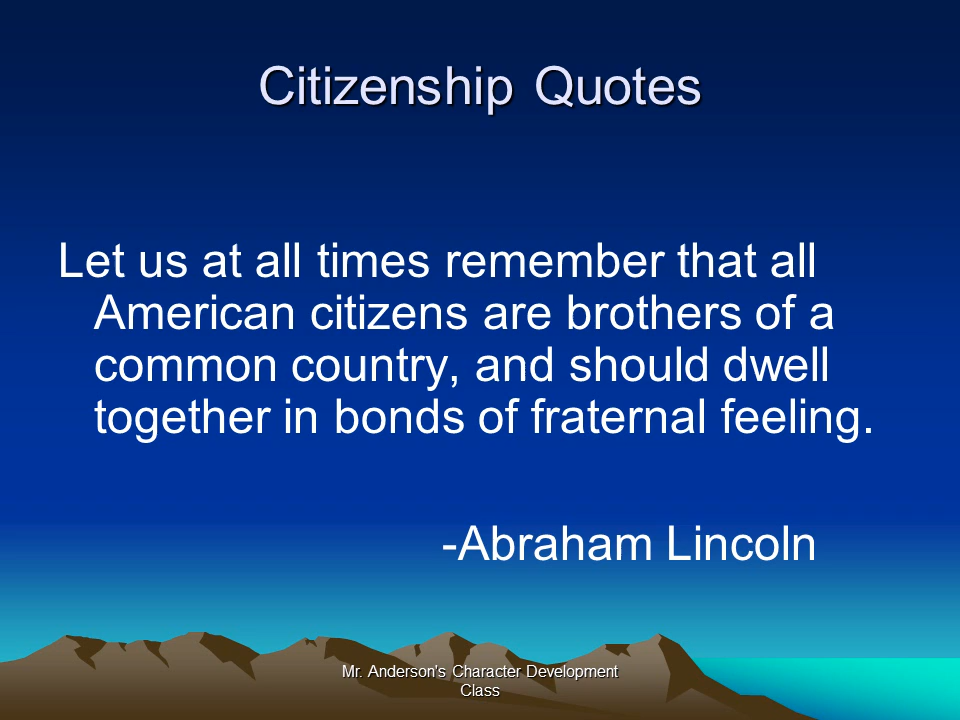 Citizenship Quotes
Let us at all times remember that all
American citizens are brothers of a
common country, and should dwell
together in bonds of fraternal feeling.
-Abraham Lincoln
Mr. Anderson's Character Development
Class